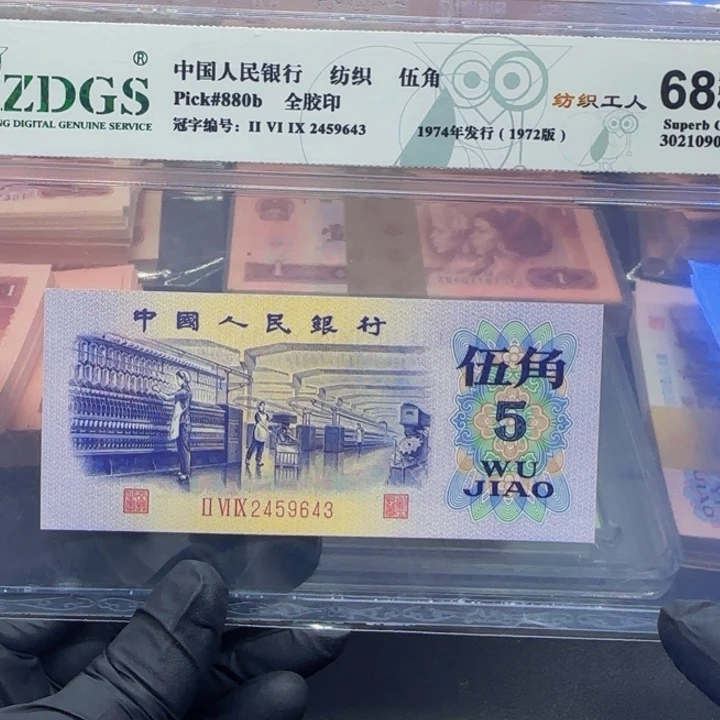 ZDGS®
NG DIGITAL GENUINE SERVICE
中国人民银行 纺织 伍角
Pick#880b 全胶印
冠字编号: II VI IX 2459643
1974年发行 ( 1972版 )
纺织工人
68
Superb
3021090
中國人民銀行
伍角
5
WU
JIAO
II VI IX 2459643